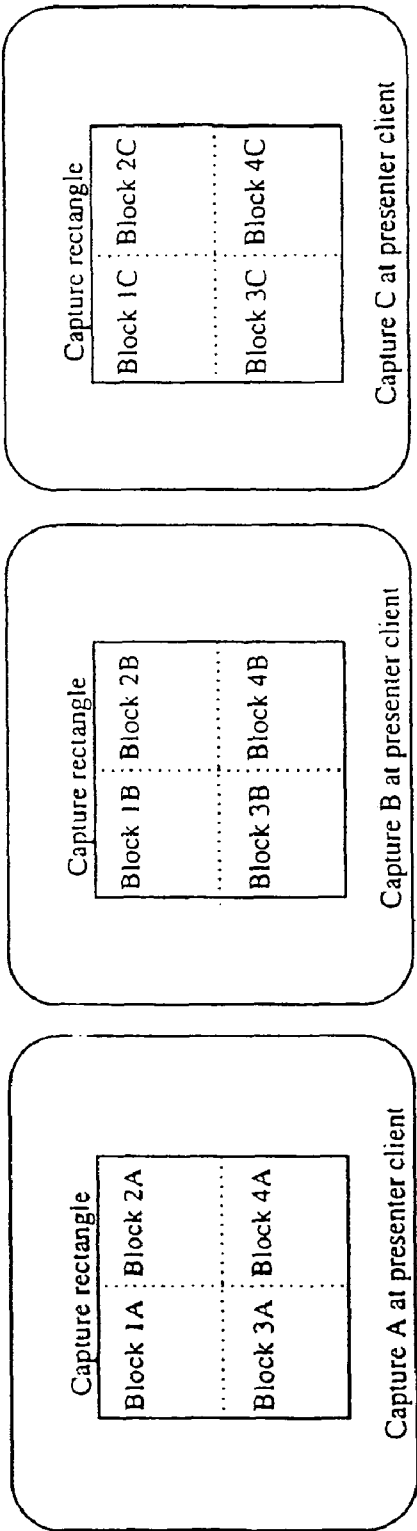 Capture rectangle
Block 1A Block 2A
Block 3A Block 4A
Capture A at presenter client
Capture rectangle
Block 1B Block 2B
Block 3B Block 4B
Capture B at presenter client
Capture rectangle
Block 1C Block 2C
Block 3C Block 4C
Capture C at presenter client